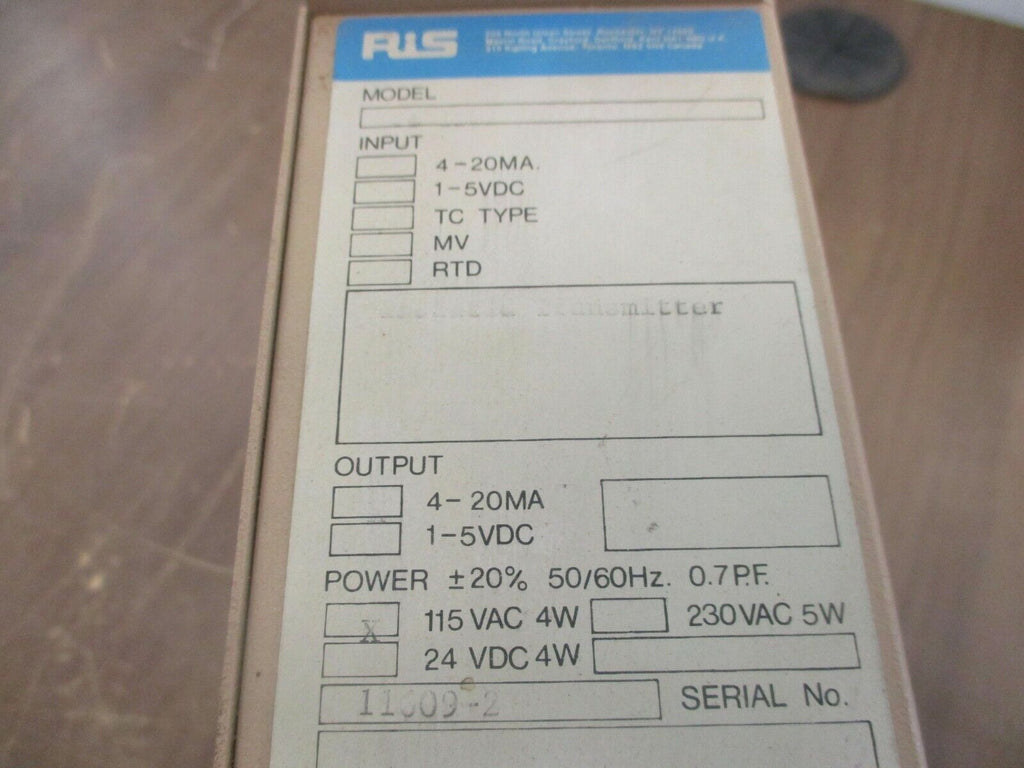 RIS
MODEL
INPUT
4-20MA.
1-5VDC
TC TYPE
MV
RTD
Transmitter
OUTPUT
4-20MA
1-5VDC
POWER ±20% 50/60Hz. 0.7P.F.
115 VAC 4W 230VAC 5W
X
24 VDC 4W
SERIAL No.